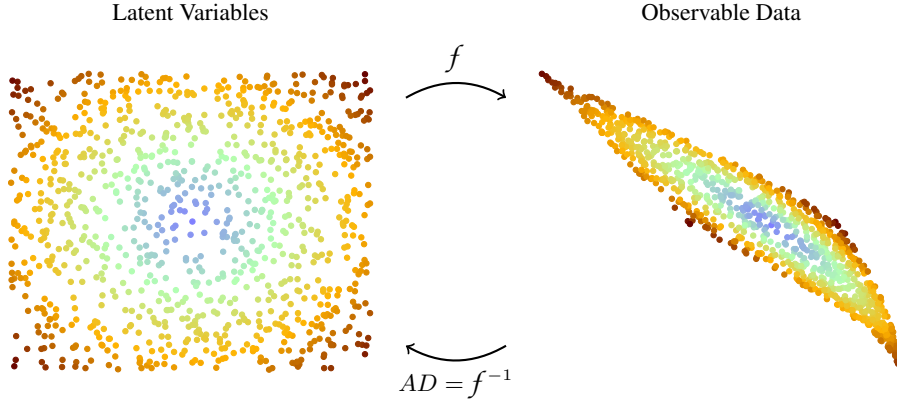 Latent Variables
Observable Data
f
AD = f⁻¹